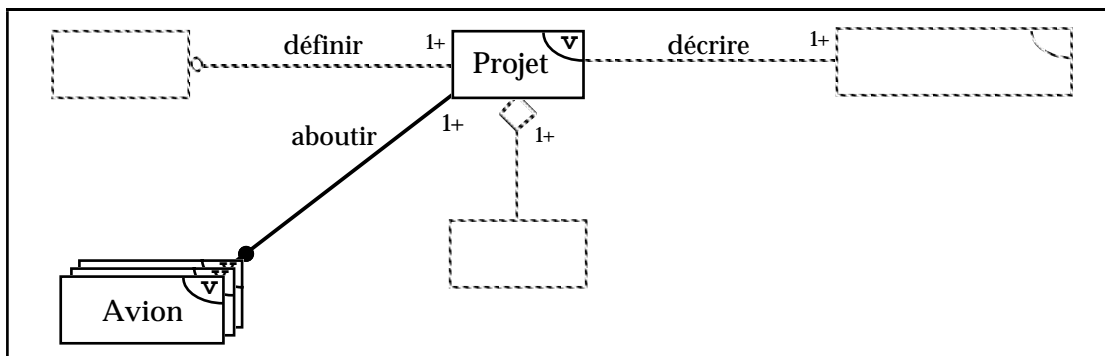 définir 1+ Projet v décrire 1+
aboutir 1+ 1+
v
v
Avion v